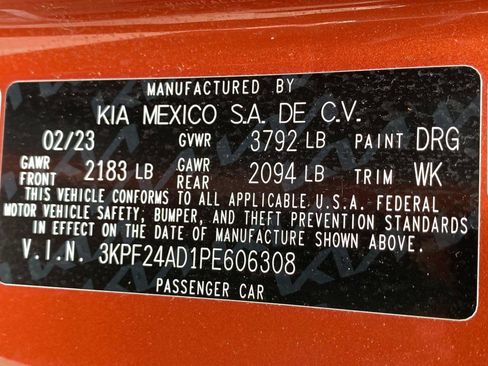 MANUFACTURED BY
KIA MEXICO S.A. DE C.V.
02/23 GVWR 3792 LB PAINT DRG
GAWR FRONT 2183 LB GAWR REAR 2094 LB TRIM WK
THIS VEHICLE CONFORMS TO ALL APPLICABLE U.S.A. FEDERAL
MOTOR VEHICLE SAFETY, BUMPER, AND THEFT PREVENTION STANDARDS
IN EFFECT ON THE DATE OF MANUFACTURE SHOWN ABOVE.
V.I.N. 3KPF24AD1PE606308
PASSENGER CAR